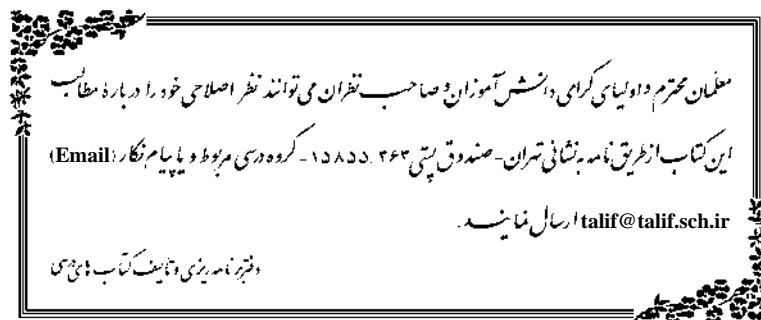 معلمان محترم و اولیای گرامی دانش آموزان و صاحب نظران می توانند نظر اصلاحی خود را درباره مطالب
این کتاب از طریق نامه به نشانی تهران - صندوق پستی ۳۶۳ ۱۵۸۵۵ - گروه درسی مربوط و یا پیام نگار (Email)
talif@talif.sch.ir ارسال نمایند.
دفتر برنامه ریزی و تألیف کتاب های درسی